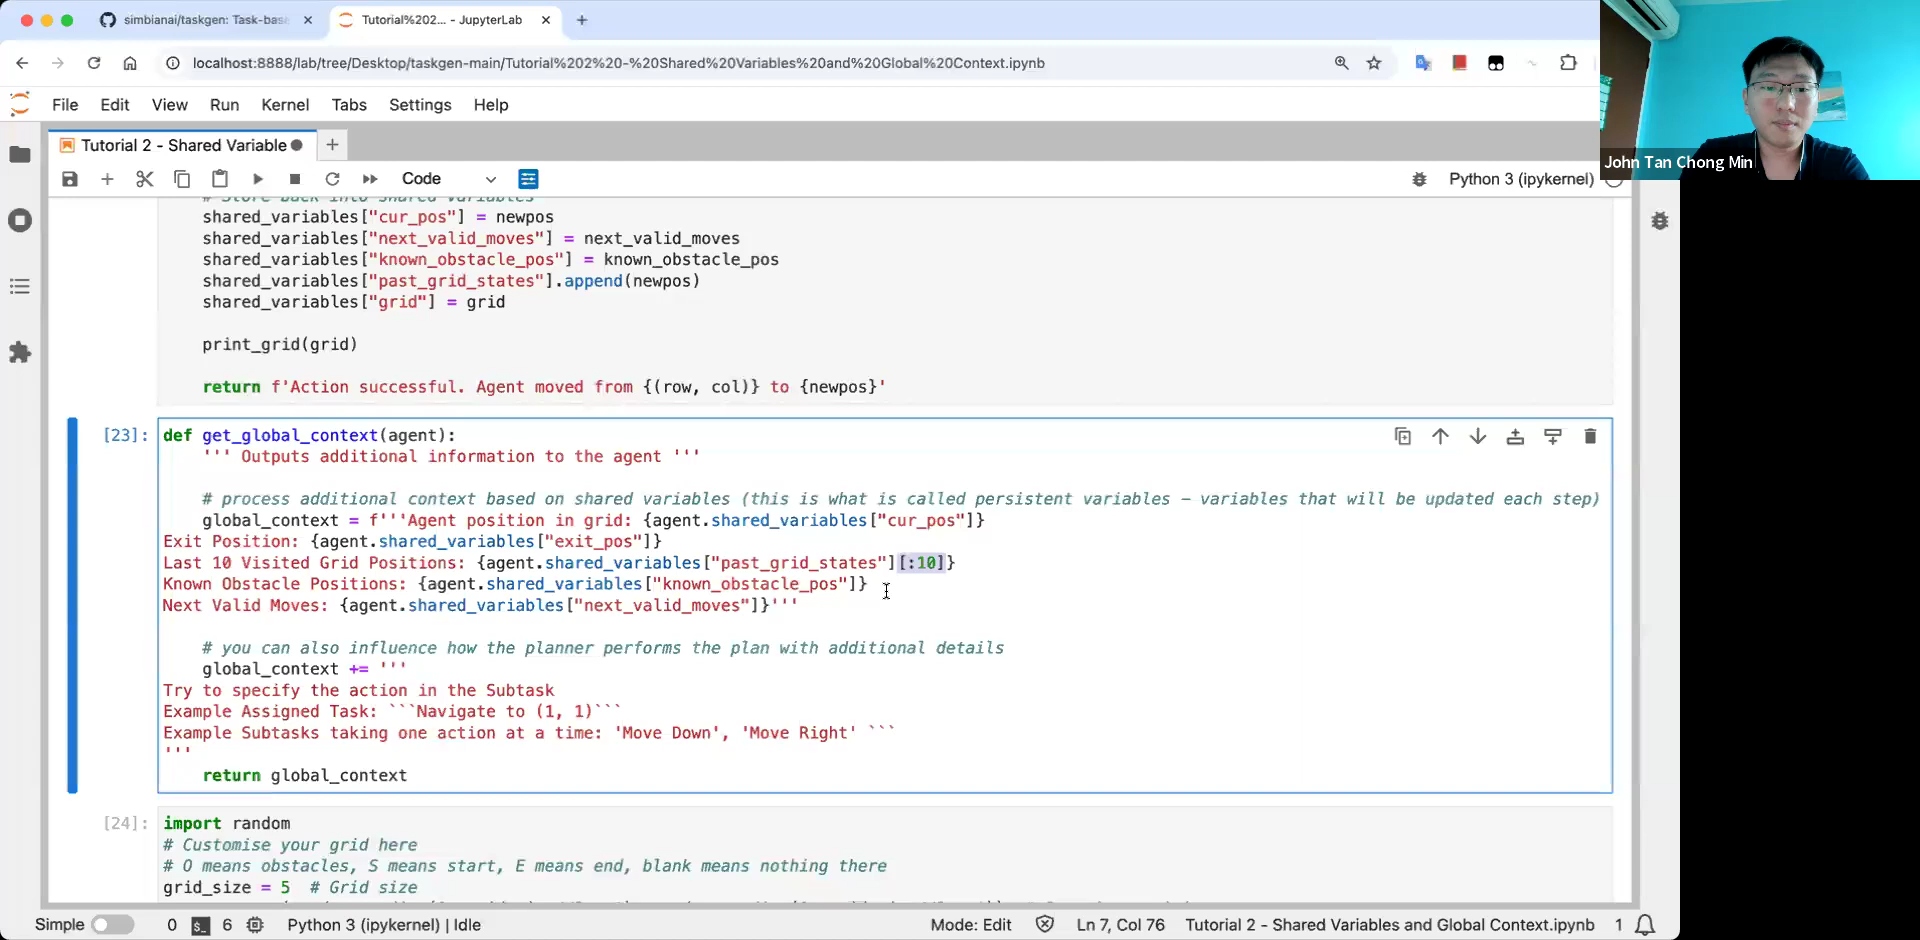 simbianai/taskgen: Task-bas
Tutorial%202... - JupyterLab
localhost:8888/lab/tree/Desktop/taskgen-main/Tutorial%202%20-%20Shared%20Variables%20and%20Global%20Context.ipynb
File Edit View Run Kernel Tabs Settings Help
John Tan Chong Min
Tutorial 2 - Shared Variable
Code
Python 3 (ipykernel)
# Store back into shared variables
shared_variables["cur_pos"] = newpos
shared_variables["next_valid_moves"] = next_valid_moves
shared_variables["known_obstacle_pos"] = known_obstacle_pos
shared_variables["past_grid_states"].append(newpos)
shared_variables["grid"] = grid
print_grid(grid)
return f'Action successful. Agent moved from {(row, col)} to {newpos}'
[23]: def get_global_context(agent):
''' Outputs additional information to the agent '''
# process additional context based on shared variables (this is what is called persistent variables - variables that will be updated each step)
global_context = f'''Agent position in grid: {agent.shared_variables["cur_pos"]}
Exit Position: {agent.shared_variables["exit_pos"]}
Last 10 Visited Grid Positions: {agent.shared_variables["past_grid_states"][:10]}
Known Obstacle Positions: {agent.shared_variables["known_obstacle_pos"]}
Next Valid Moves: {agent.shared_variables["next_valid_moves"]}'''
# you can also influence how the planner performs the plan with additional details
global_context += '''
Try to specify the action in the Subtask
Example Assigned Task: ```Navigate to (1, 1)```
Example Subtasks taking one action at a time: 'Move Down', 'Move Right' ```
'''
return global_context
[24]: import random
# Customise your grid here
# O means obstacles, S means start, E means end, blank means nothing there
grid_size = 5 # Grid size
Simple 0 6 Python 3 (ipykernel) | Idle Mode: Edit Ln 7, Col 76 Tutorial 2 - Shared Variables and Global Context.ipynb 1